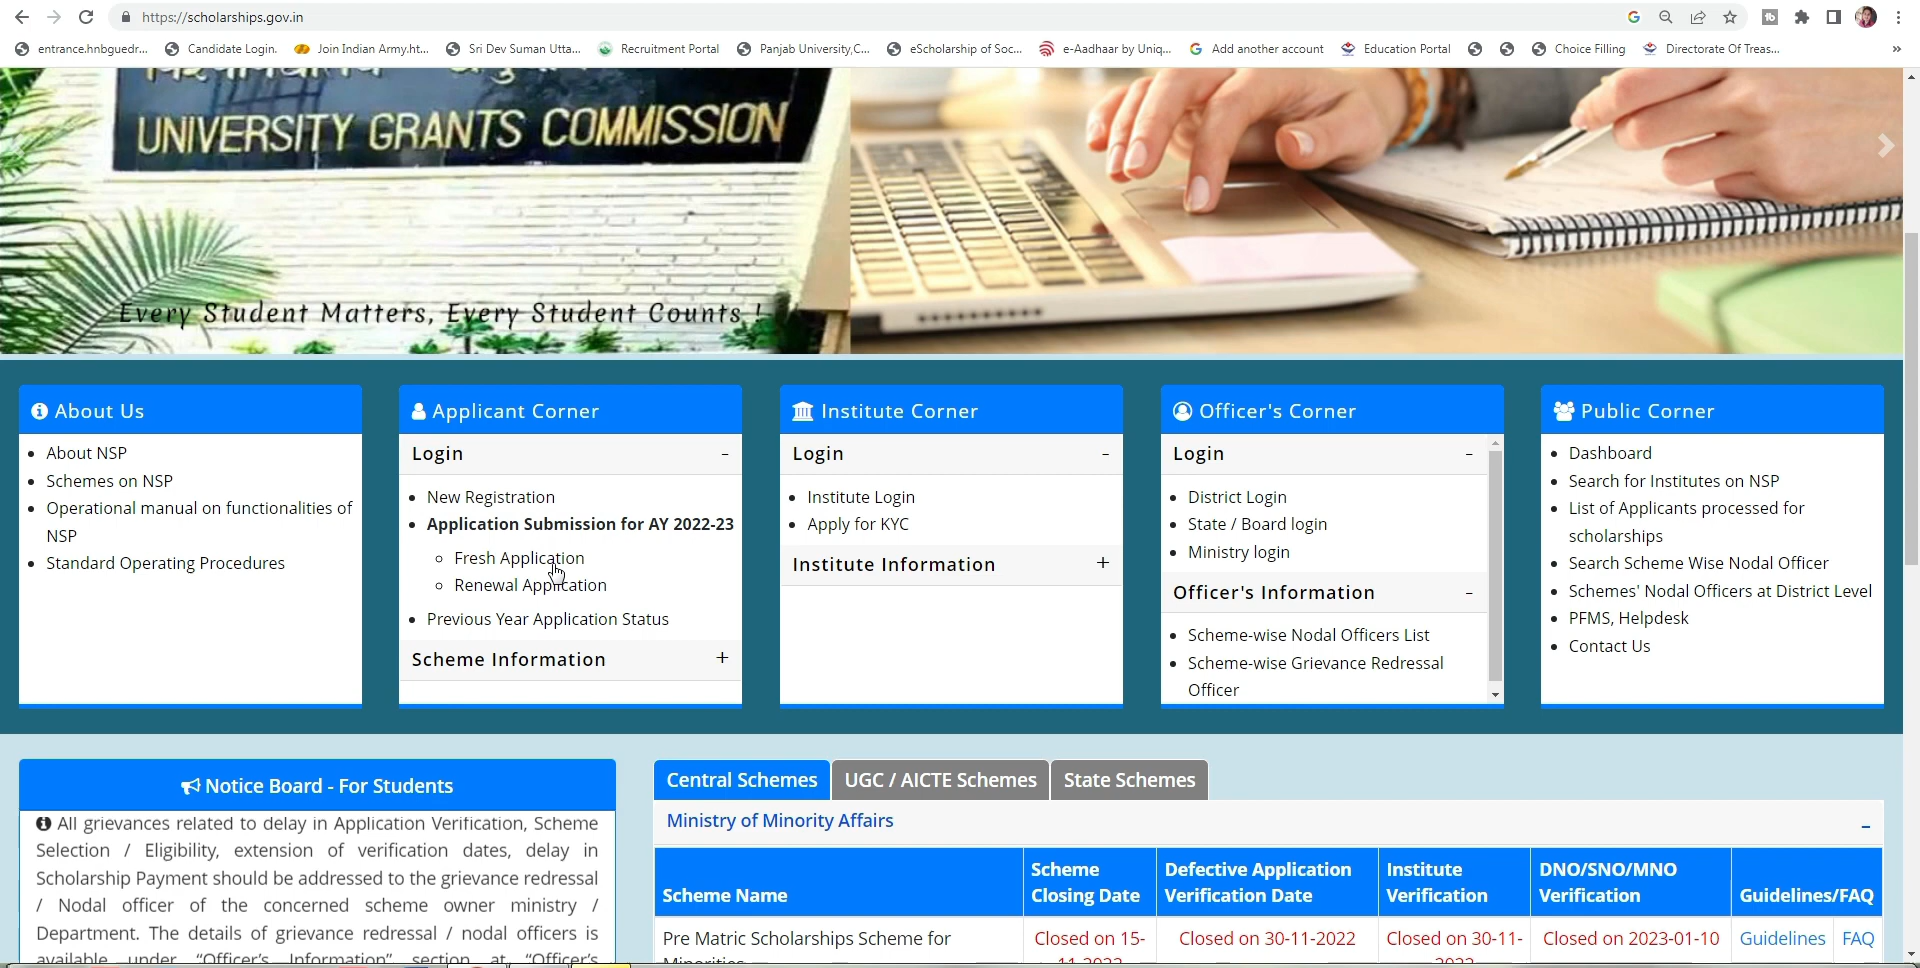 https://scholarships.gov.in
entrance.hnbguedr...
Candidate Login.
Join Indian Army.ht...
Sri Dev Suman Utta...
Recruitment Portal
Panjab University,C...
eScholarship of Soc...
e-Aadhaar by Uniq...
Add another account
Education Portal
Choice Filling
Directorate Of Treas...
»
UNIVERSITY GRANTS COMMISSION
Every Student Matters, Every Student Counts !
About Us
About NSP
Schemes on NSP
Operational manual on functionalities of
NSP
Standard Operating Procedures
Applicant Corner
Login -
New Registration
Application Submission for AY 2022-23
Fresh Application
Renewal Application
Previous Year Application Status
Scheme Information +
Institute Corner
Login -
Institute Login
Apply for KYC
Institute Information +
Officer's Corner
Login -
District Login
State / Board login
Ministry login
Officer's Information -
Scheme-wise Nodal Officers List
Scheme-wise Grievance Redressal
Officer
Public Corner
Dashboard
Search for Institutes on NSP
List of Applicants processed for
scholarships
Search Scheme Wise Nodal Officer
Schemes' Nodal Officers at District Level
PFMS, Helpdesk
Contact Us
Notice Board - For Students
All grievances related to delay in Application Verification, Scheme
Selection / Eligibility, extension of verification dates, delay in
Scholarship Payment should be addressed to the grievance redressal
/ Nodal officer of the concerned scheme owner ministry /
Department. The details of grievance redressal / nodal officers is
available under “Officer’s Information” section at “Officer’s
Central Schemes
UGC / AICTE Schemes
State Schemes
Ministry of Minority Affairs -
Scheme Name
Scheme
Closing Date
Defective Application
Verification Date
Institute
Verification
DNO/SNO/MNO
Verification
Guidelines/FAQ
Pre Matric Scholarships Scheme for
Minorities
Closed on 15-
11-2022
Closed on 30-11-2022
Closed on 30-11-
2022
Closed on 2023-01-10
Guidelines
FAQ